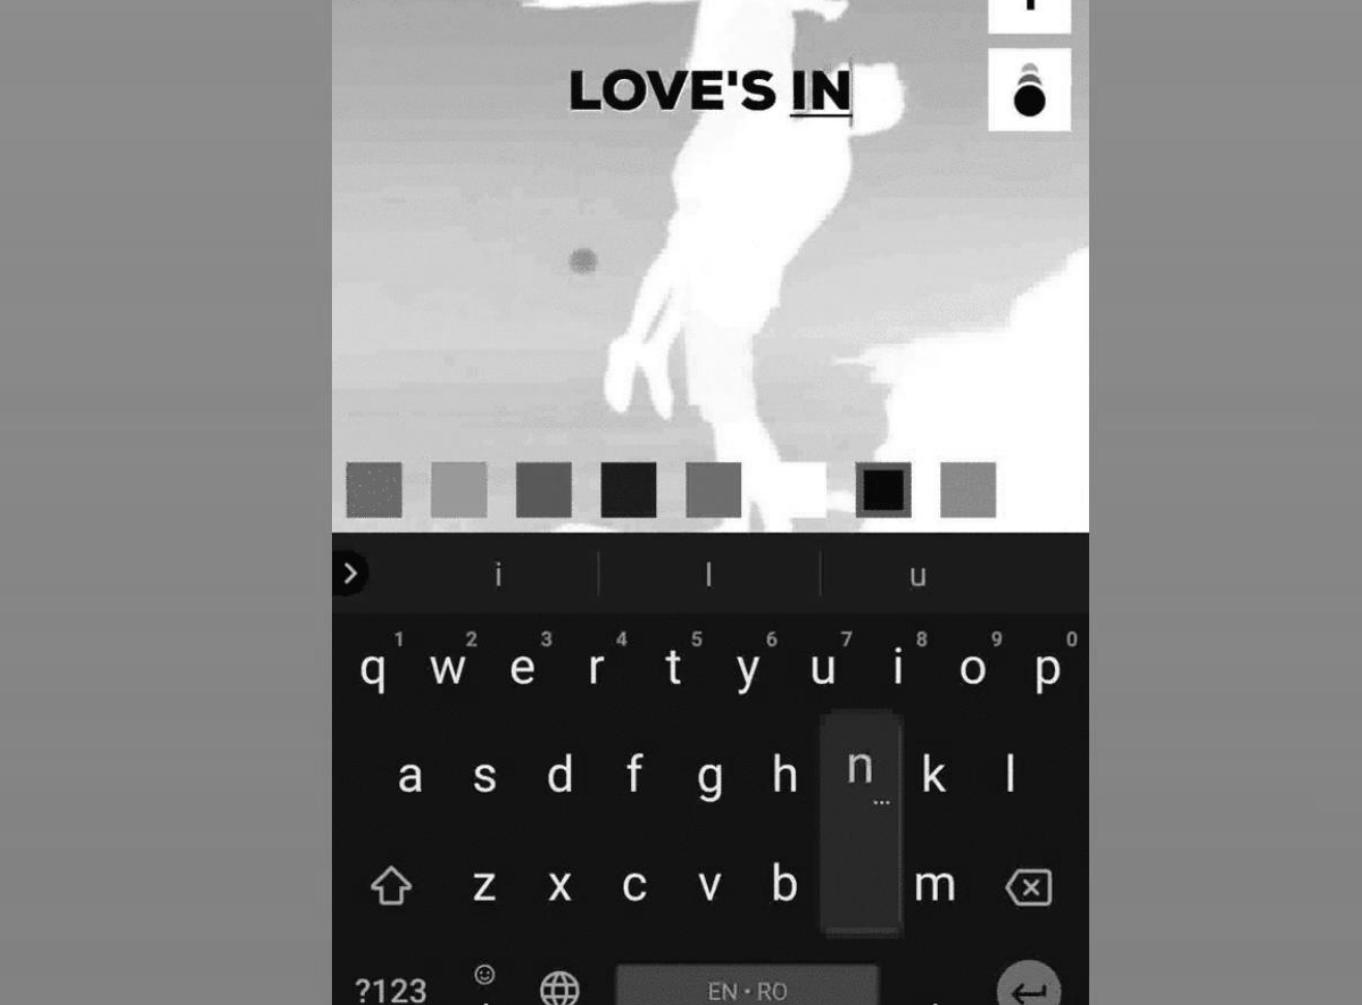 LOVE'S IN
i l u
1 2 3 4 5 6 7 8 9 0
q w e r t y u i o p
a s d f g h n k l
...
z x c v b m
?123 EN • RO